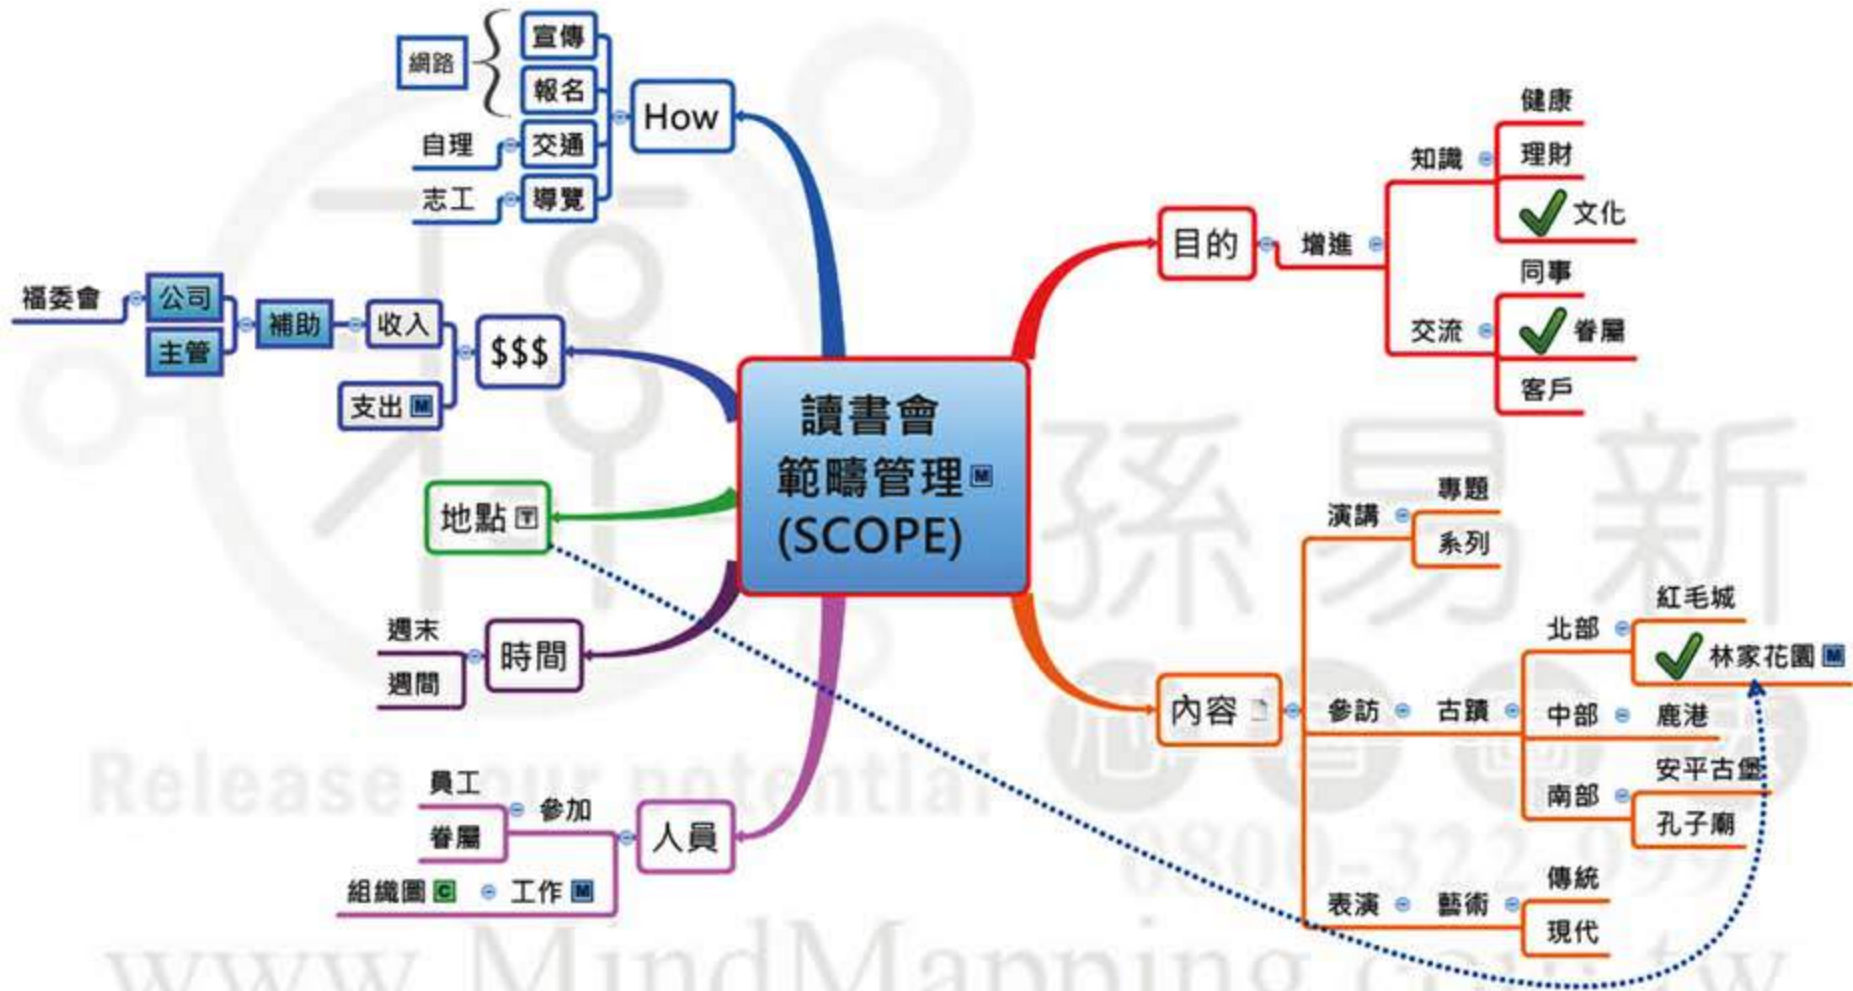 讀書會
範疇管理
(SCOPE)
目的
增進
知識
健康
理財
文化
交流
同事
眷屬
客戶
內容
演講
專題
系列
參訪
古蹟
北部
紅毛城
林家花園
中部
鹿港
南部
安平古堡
孔子廟
表演
藝術
傳統
現代
人員
參加
員工
眷屬
工作
組織圖
時間
週末
週間
地點
$$$
收入
補助
公司
福委會
主管
支出
How
宣傳
報名
網路
交通
自理
導覽
志工
孫易新
心智圖法
Release your potential
0800-322-999
www.MindMapping.com.tw